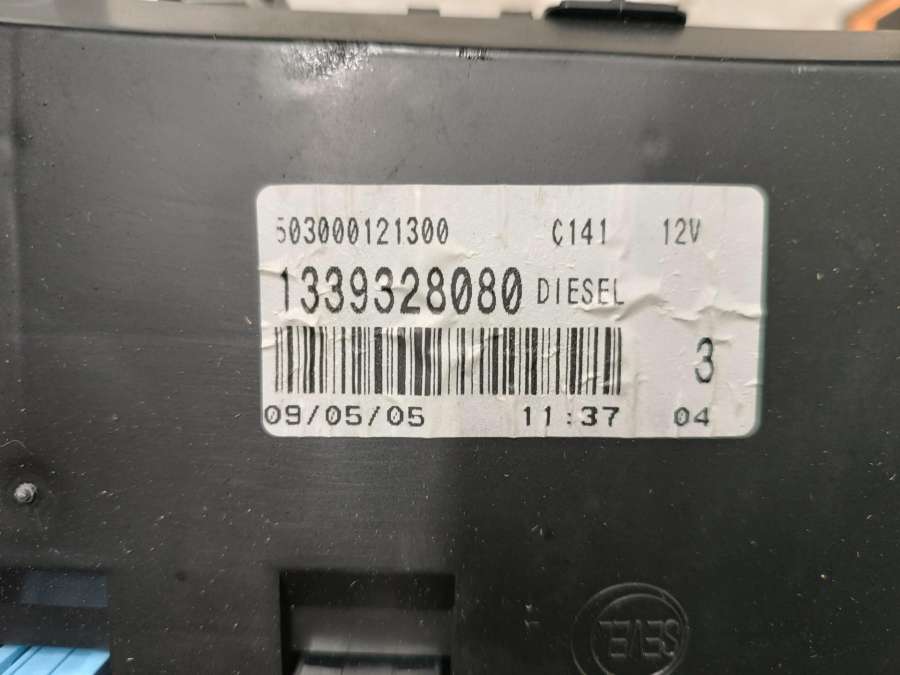 503000121300 C141 12V
1339328080 DIESEL
3
09/05/05 11:37 04
SEVEL